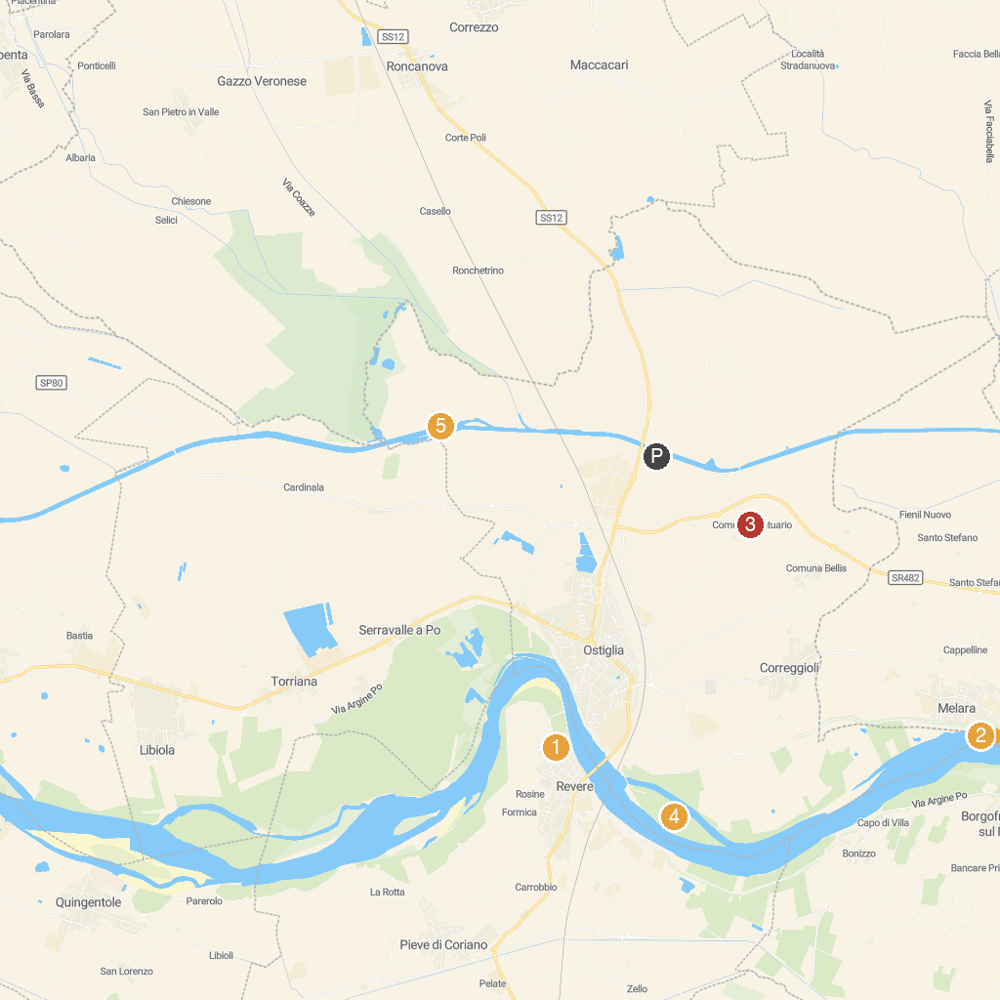 Piacentina
Parolara
Correzzo
SS12
Località
Stradanuova
Faccia Bella
Ponticelli
Roncanova
Maccacari
Gazzo Veronese
Via Bassa
San Pietro in Valle
Via Facciabella
Corte Poli
Albaria
Via Coazze
Chiesone
Casello
Selici
SS12
Ronchetrino
SP80
5
P
Cardinala
Fienil Nuovo
3
Santo Stefano
Comuna Bellis
SR482
Serravalle a Po
Bastia
Ostiglia
Cappelline
Correggioli
Torriana
Via Argine Po
Melara
2
Libiola
1
Revere
Rosine
Via Argine Po
Formica
4
Capo di Villa
Bonizzo
La Rotta
Carrobbio
Quingentole
Parerolo
Pieve di Coriano
Libioli
San Lorenzo
Pelate
Zello